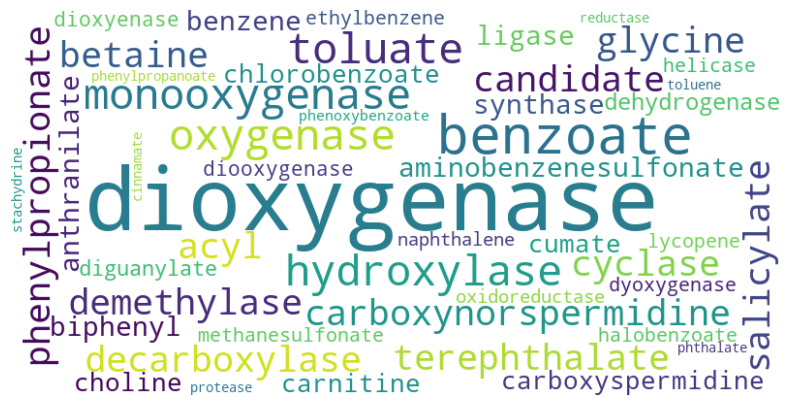 dioxyenase benzene ethylbenzene reductase
betaine toluate ligase glycine
phenylpropanoate chlorobenzoate candidate helicase
toluene
monooxygenase synthase dehydrogenase
phenoxybenzoate
oxygenase benzoate
phenylpropionate
anthranilate
cinnamate
stachydrine
diooxygenase aminobenzenesulfonate
dioxygenase
salicylate
acyl naphthalene cumate lycopene
diguanylate hydroxylase cyclase
dyoxygenase
demethylase carboxynorspermidine
oxidoreductase
biphenyl methanesulfonate halobenzoate
decarboxylase terephthalate phthalate
choline protease carnitine carboxyspermidine